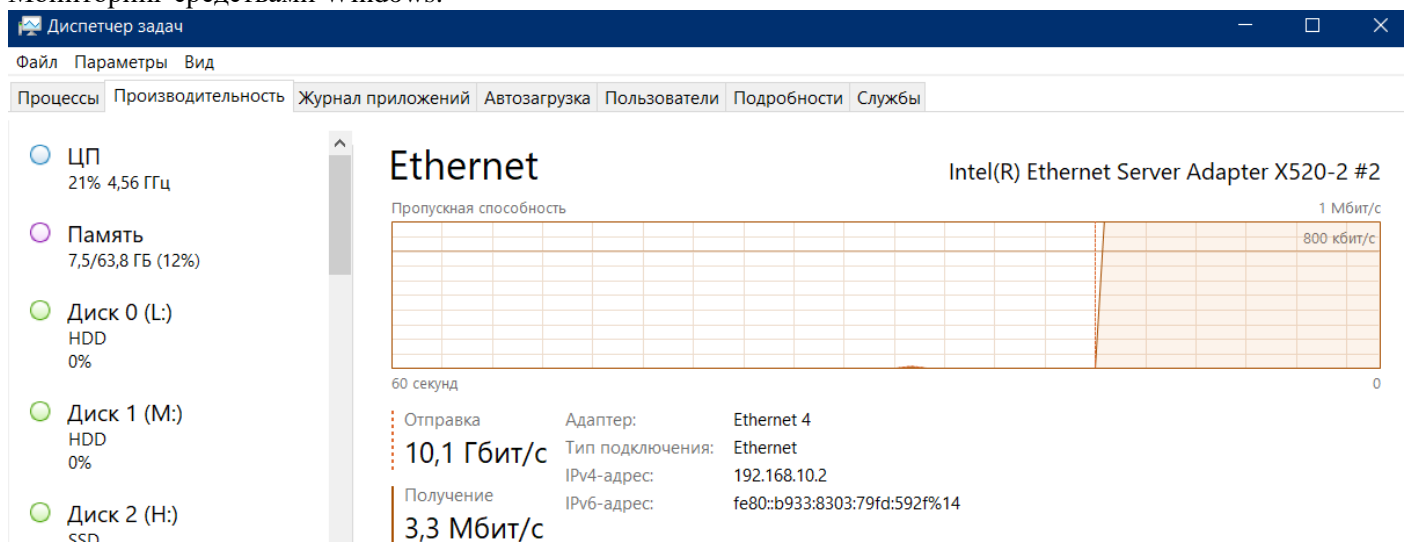 Мониторинг средствами Windows.
Диспетчер задач
Файл Параметры Вид
Процессы Производительность Журнал приложений Автозагрузка Пользователи Подробности Службы
ЦП
21% 4,56 ГГц
Память
7,5/63,8 ГБ (12%)
Диск 0 (L:)
HDD
0%
Диск 1 (M:)
HDD
0%
Диск 2 (H:)
SSD
Ethernet
Intel(R) Ethernet Server Adapter X520-2 #2
Пропускная способность
1 Мбит/с
800 кбит/с
60 секунд
0
Отправка
10,1 Гбит/с
Получение
3,3 Мбит/с
Адаптер: Ethernet 4
Тип подключения: Ethernet
IPv4-адрес: 192.168.10.2
IPv6-адрес: fe80::b933:8303:79fd:592f%14